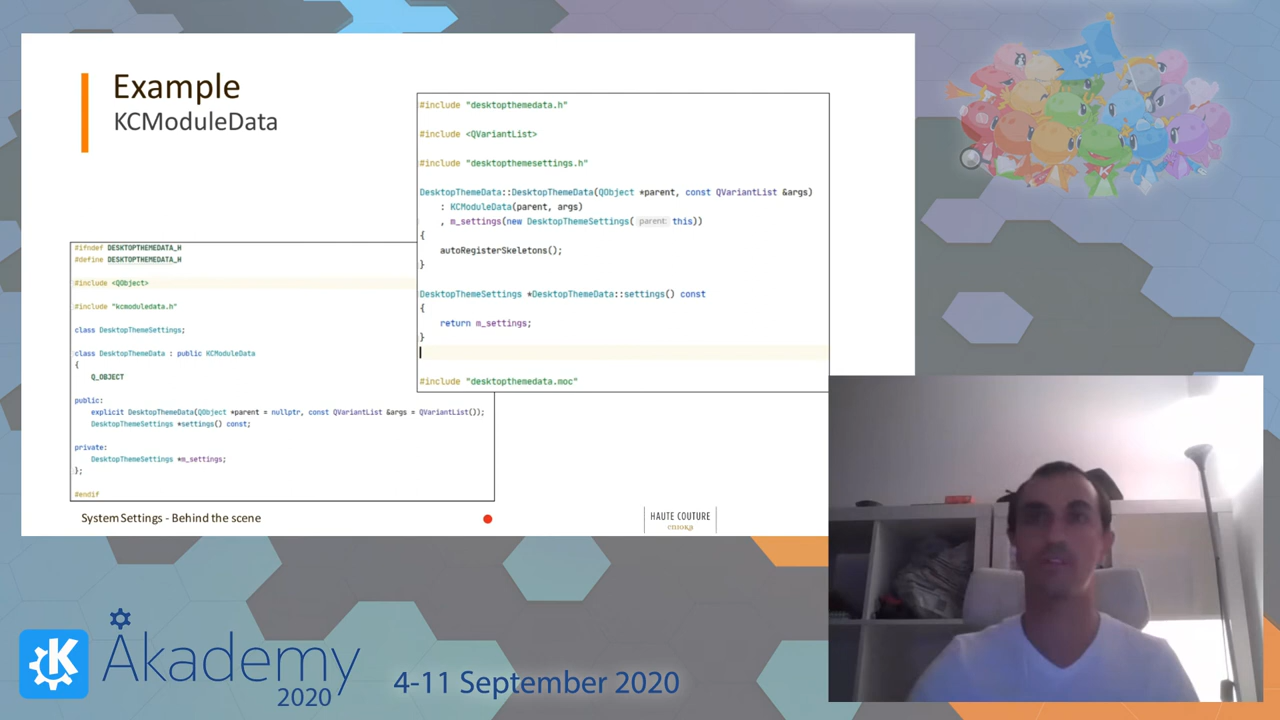 Example
KCModuleData
#include "desktopthemedata.h"
#include <QVariantList>
#include "desktopthemesettings.h"
DesktopThemeData::DesktopThemeData(QObject *parent, const QVariantList &args)
: KCModuleData(parent, args)
, m_settings(new DesktopThemeSettings( parent: this))
{
autoRegisterSkeletons();
}
DesktopThemeSettings *DesktopThemeData::settings() const
{
return m_settings;
}
#include "desktopthemedata.moc"
#ifndef DESKTOPTHEMEDATA_H
#define DESKTOPTHEMEDATA_H
#include <QObject>
#include "kcmoduledata.h"
class DesktopThemeSettings;
class DesktopThemeData : public KCModuleData
{
Q_OBJECT
public:
explicit DesktopThemeData(QObject *parent = nullptr, const QVariantList &args = QVariantList());
DesktopThemeSettings *settings() const;
private:
DesktopThemeSettings *m_settings;
};
#endif
System Settings - Behind the scene
HAUTE COUTURE
enioka
K
Akademy
2020
4-11 September 2020